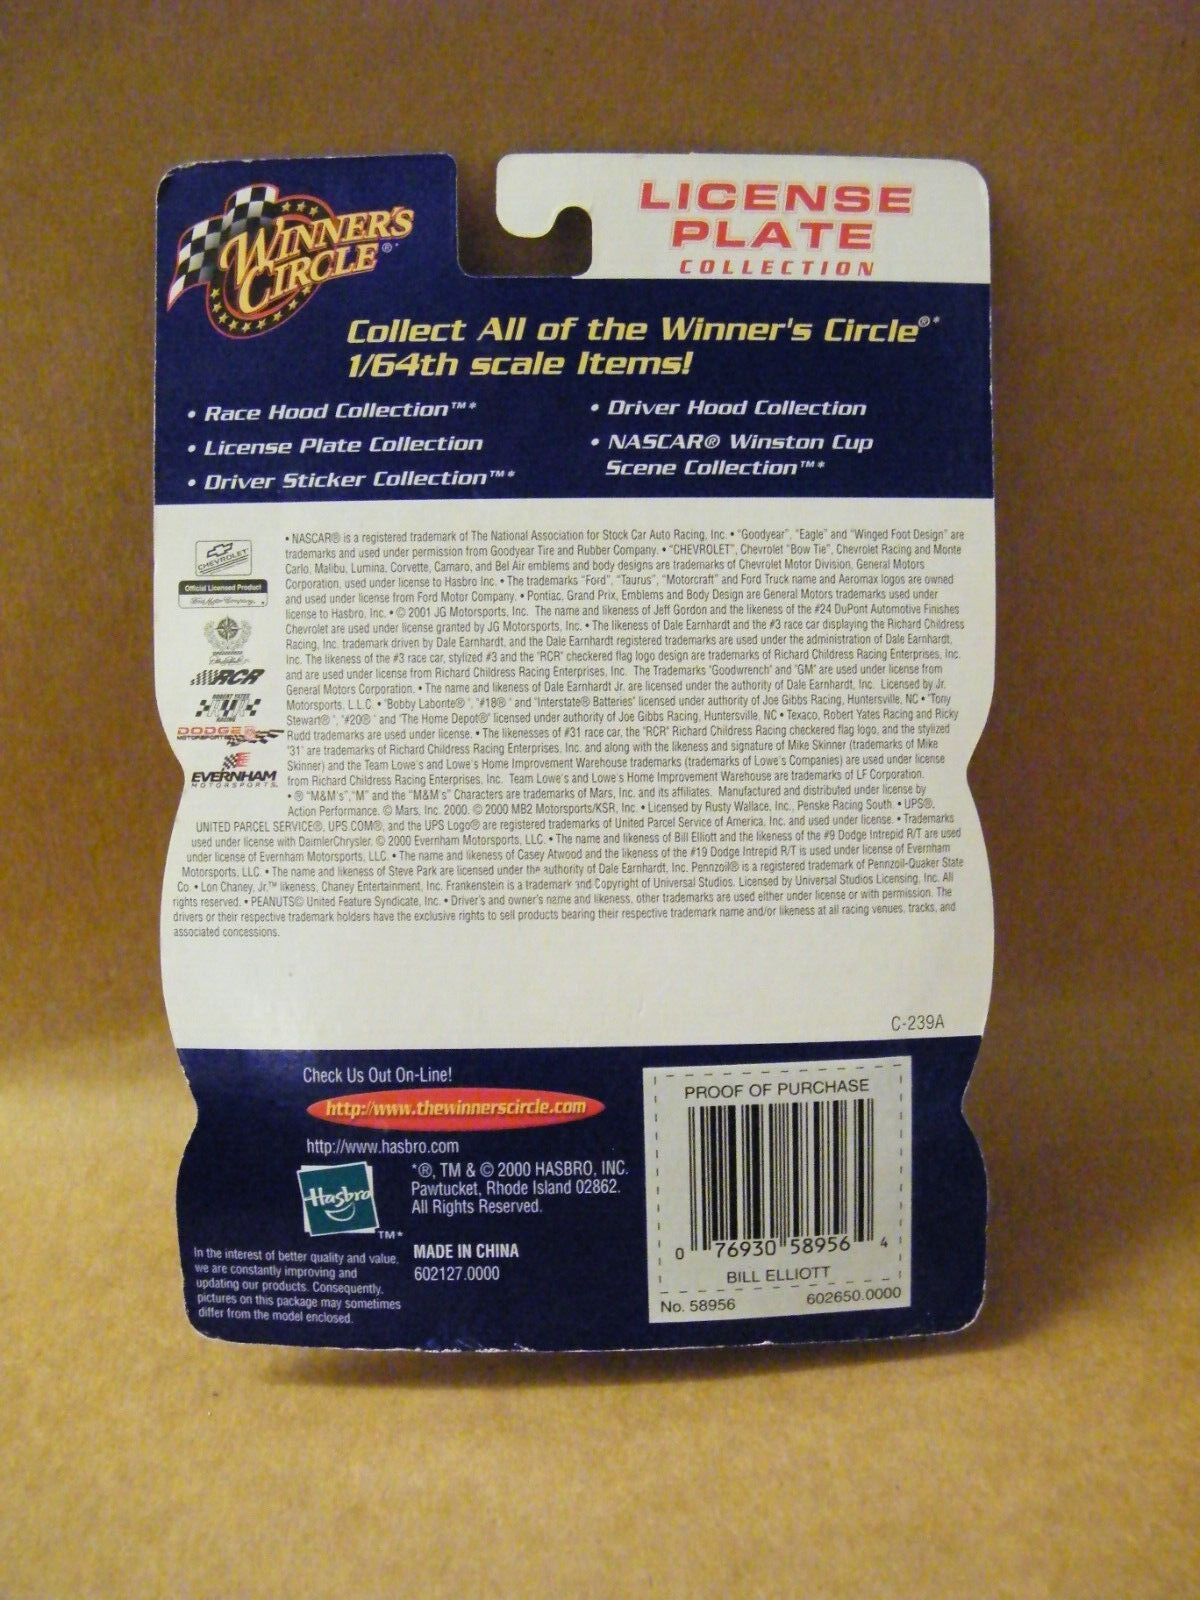 WINNER'S
CIRCLE®*
LICENSE
PLATE
COLLECTION
Collect All of the Winner's Circle®*
1/64th scale Items!
• Race Hood Collection™*
• License Plate Collection
• Driver Sticker Collection™*
• Driver Hood Collection
• NASCAR® Winston Cup
Scene Collection™*
CHEVROLET
Official Licensed Product
Ford Motor Company
RCR
ROBERT YATES
RACING
DODGE
MOTORSPORTS
EVERNHAM
MOTORSPORTS
• NASCAR® is a registered trademark of The National Association for Stock Car Auto Racing, Inc. • "Goodyear", "Eagle" and "Winged Foot Design" are
trademarks and used under permission from Goodyear Tire and Rubber Company. • "CHEVROLET", Chevrolet "Bow Tie", Chevrolet Racing and Monte
Carlo, Malibu, Lumina, Corvette, Camaro, and Bel Air emblems and body designs are trademarks of Chevrolet Motor Division, General Motors
Corporation, used under license to Hasbro Inc. • The trademarks "Ford", "Taurus", "Motorcraft" and Ford Truck name and Aeromax logos are owned
and used under license from Ford Motor Company. • Pontiac, Grand Prix, Emblems and Body Design are General Motors trademarks used under
license to Hasbro, Inc. • © 2001 JG Motorsports, Inc. The name and likeness of Jeff Gordon and the likeness of the #24 DuPont Automotive Finishes
Chevrolet are used under license granted by JG Motorsports, Inc. • The likeness of Dale Earnhardt and the #3 race car displaying the Richard Childress
Racing, Inc. trademark driven by Dale Earnhardt, and the Dale Earnhardt registered trademarks are used under the administration of Dale Earnhardt,
Inc. The likeness of the #3 race car, stylized #3 and the "RCR" checkered flag logo design are trademarks of Richard Childress Racing Enterprises, Inc.
and are used under license from Richard Childress Racing Enterprises, Inc. The Trademarks "Goodwrench" and "GM" are used under license from
General Motors Corporation. • The name and likeness of Dale Earnhardt Jr. are licensed under the authority of Dale Earnhardt, Inc. Licensed by Jr.
Motorsports, L.L.C. • "Bobby Labonte®", "#18®" and "Interstate® Batteries" licensed under authority of Joe Gibbs Racing, Huntersville, NC • "Tony
Stewart®", "#20®" and "The Home Depot®" licensed under authority of Joe Gibbs Racing, Huntersville, NC • Texaco, Robert Yates Racing and Ricky
Rudd trademarks are used under license. • The likenesses of #31 race car, the "RCR" Richard Childress Racing checkered flag logo, and the stylized
"31" are trademarks of Richard Childress Racing Enterprises, Inc. and along with the likeness and signature of Mike Skinner (trademarks of Mike
Skinner) and the Team Lowe's and Lowe's Home Improvement Warehouse trademarks (trademarks of Lowe's Companies) are used under license
from Richard Childress Racing Enterprises, Inc. Team Lowe's and Lowe's Home Improvement Warehouse are trademarks of LF Corporation.
• ® "M&M's", "M" and the "M&M's" Characters are trademarks of Mars, Inc. and its affiliates. Manufactured and distributed under license by
Action Performance. © Mars, Inc. 2000. © 2000 MB2 Motorsports/KSR, Inc. • Licensed by Rusty Wallace, Inc., Penske Racing South. • UPS®,
UNITED PARCEL SERVICE®, UPS.COM®, and the UPS Logo® are registered trademarks of United Parcel Service of America, Inc. and used under license. • Trademarks
used under license with DaimlerChrysler. © 2000 Evernham Motorsports, LLC. • The name and likeness of Bill Elliott and the likeness of the #9 Dodge Intrepid R/T are used
under license of Evernham Motorsports, LLC. • The name and likeness of Casey Atwood and the likeness of the #19 Dodge Intrepid R/T is used under license of Evernham
Motorsports, LLC. • The name and likeness of Steve Park are licensed under the authority of Dale Earnhardt, Inc. Pennzoil® is a registered trademark of Pennzoil-Quaker State
Co. • Lon Chaney, Jr.™ likeness, Chaney Entertainment, Inc. Frankenstein is a trademark and Copyright of Universal Studios. Licensed by Universal Studios Licensing, Inc. All
rights reserved. • PEANUTS© United Feature Syndicate, Inc. • Driver's and owner's name and likeness, other trademarks are used either under license or with permission. The
drivers or their respective trademark holders have the exclusive rights to sell products bearing their respective trademark name and/or likeness at all racing venues, tracks, and
associated concessions.
C-239A
Check Us Out On-Line!
http://www.thewinnerscircle.com
http://www.hasbro.com
Hasbro
TM*
*®, TM & © 2000 HASBRO, INC.
Pawtucket, Rhode Island 02862.
All Rights Reserved.
MADE IN CHINA
602127.0000
In the interest of better quality and value,
we are constantly improving and
updating our products. Consequently,
pictures on this package may sometimes
differ from the model enclosed.
PROOF OF PURCHASE
0 76930 58956 4
BILL ELLIOTT
No. 58956 602650.0000